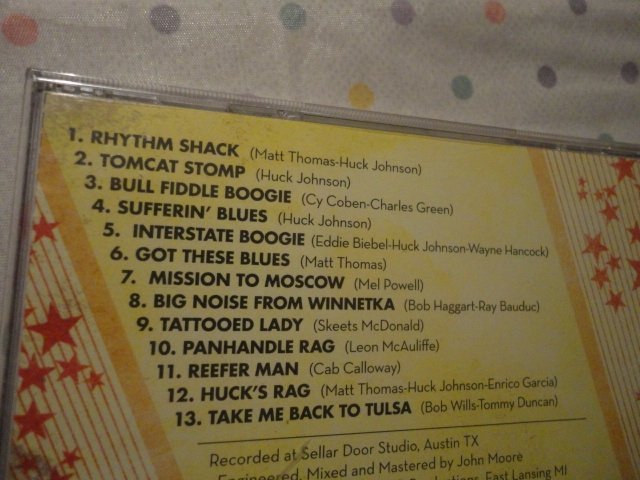 1. RHYTHM SHACK (Matt Thomas-Huck Johnson)
2. TOMCAT STOMP (Huck Johnson)
3. BULL FIDDLE BOOGIE (Cy Coben-Charles Green)
4. SUFFERIN' BLUES (Huck Johnson)
5. INTERSTATE BOOGIE (Eddie Biebel-Huck Johnson-Wayne Hancock)
6. GOT THESE BLUES (Matt Thomas)
7. MISSION TO MOSCOW (Mel Powell)
8. BIG NOISE FROM WINNETKA (Bob Haggart-Ray Bauduc)
9. TATTOOED LADY (Skeets McDonald)
10. PANHANDLE RAG (Leon McAuliffe)
11. REEFER MAN (Cab Calloway)
12. HUCK'S RAG (Matt Thomas-Huck Johnson-Enrico Garcia)
13. TAKE ME BACK TO TULSA (Bob Wills-Tommy Duncan)
Recorded at Sellar Door Studio, Austin TX
Engineered, Mixed and Mastered by John Moore
East Lansing MI